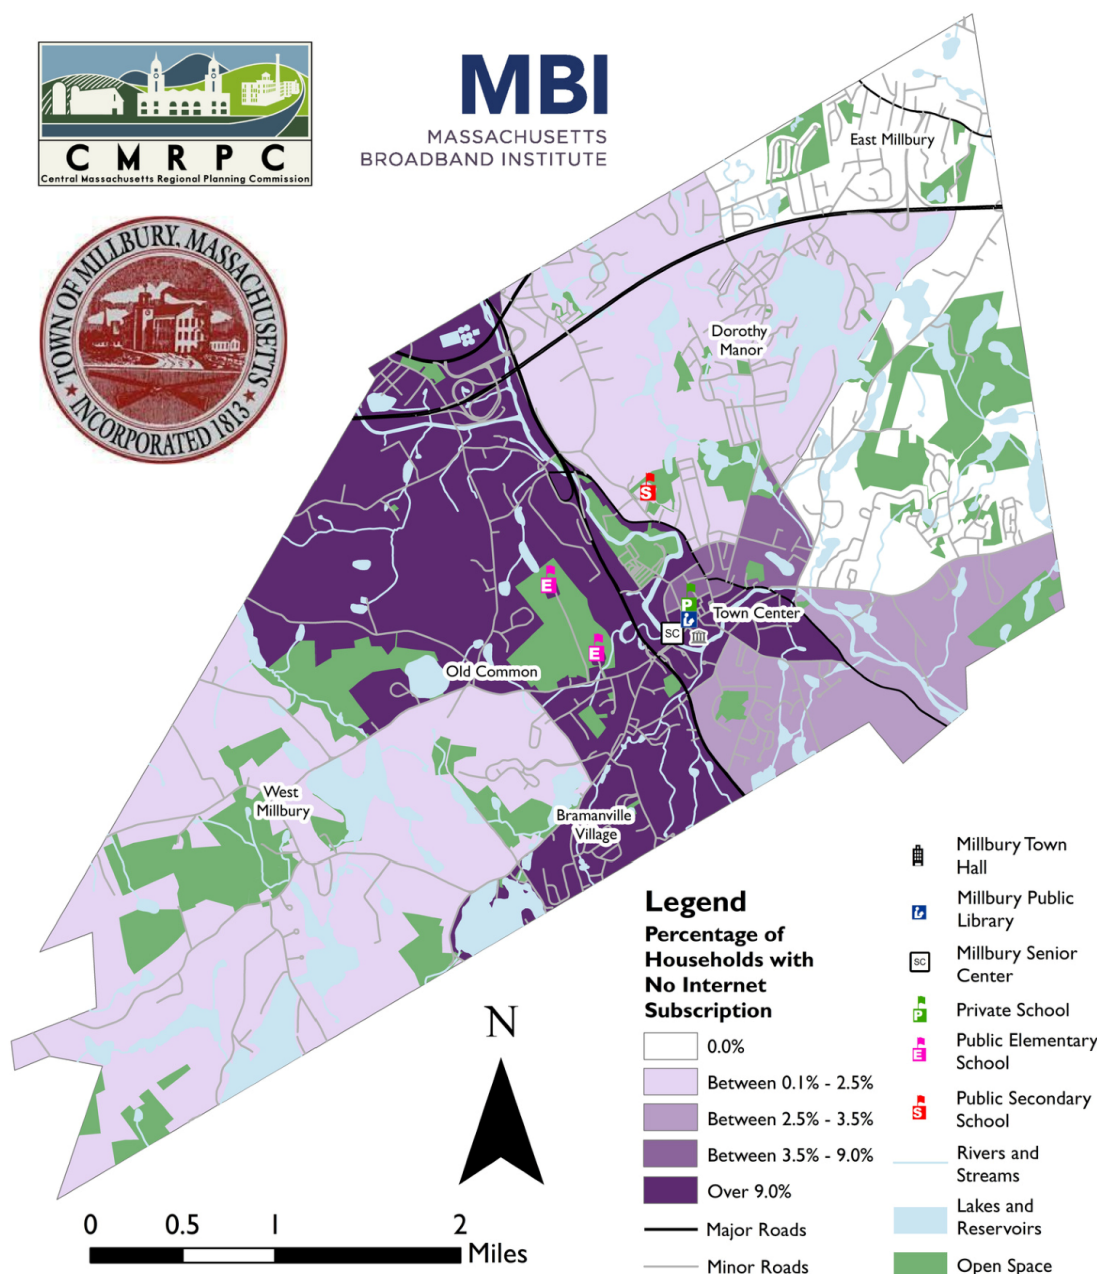 CMRPC
Central Massachusetts Regional Planning Commission
MBI
MASSACHUSETTS
BROADBAND INSTITUTE
TOWN OF MILLBURY, MASSACHUSETTS
★ INCORPORATED 1813 ★
East Millbury
Dorothy
Manor
S
E
P
Town Center
SC
E
Old Common
West
Millbury
Bramanville
Village
Legend
Percentage of
Households with
No Internet
Subscription
0.0%
Between 0.1% - 2.5%
Between 2.5% - 3.5%
Between 3.5% - 9.0%
Over 9.0%
Major Roads
Minor Roads
Millbury Town
Hall
Millbury Public
Library
SC
Millbury Senior
Center
P
Private School
E
Public Elementary
School
S
Public Secondary
School
Rivers and
Streams
Lakes and
Reservoirs
Open Space
N
0 0.5 1 2
Miles